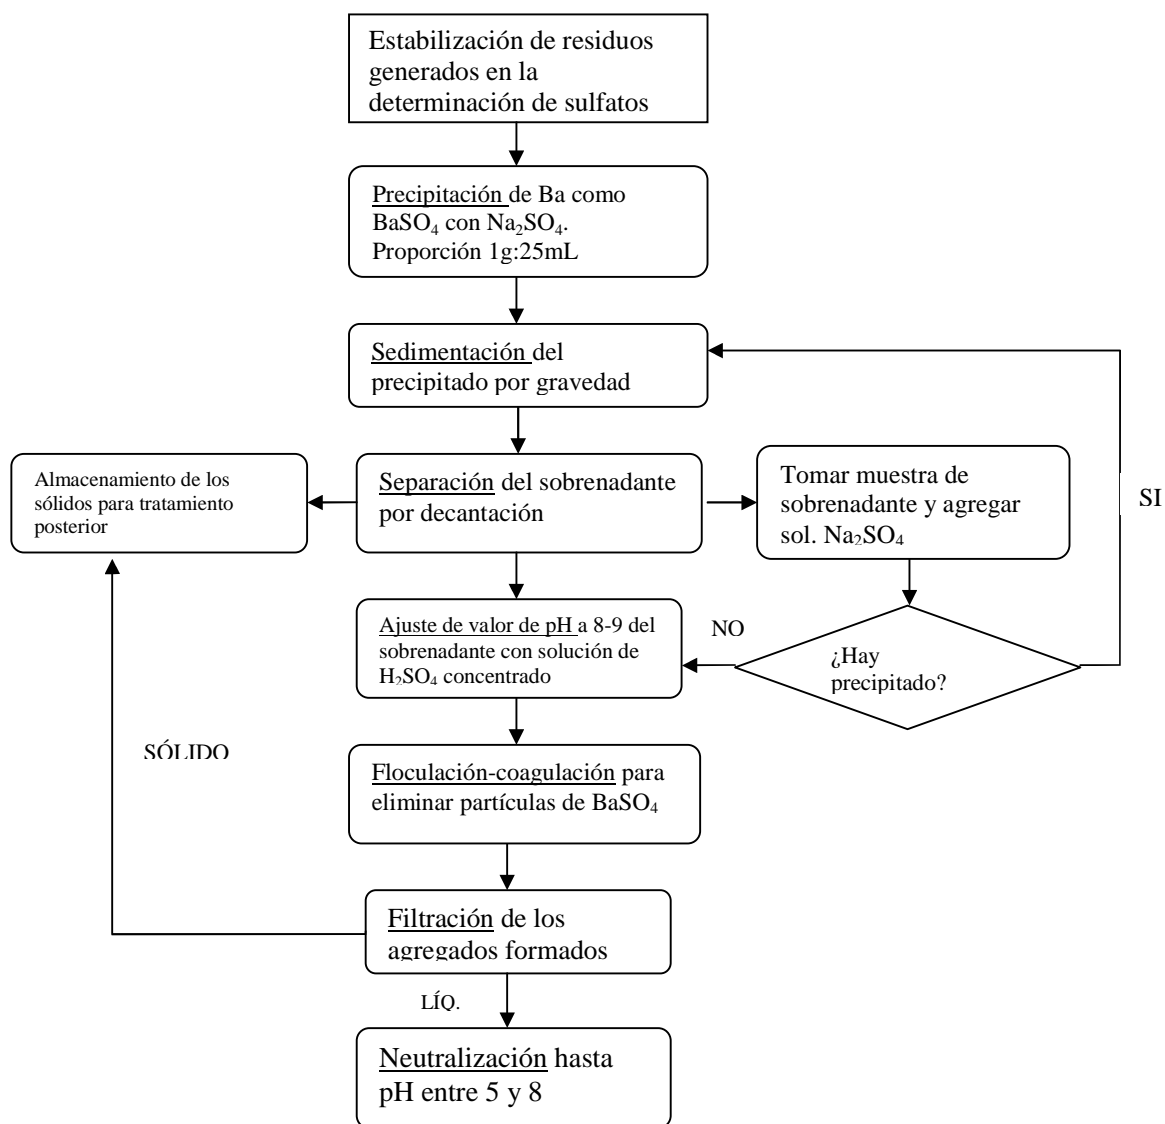 Estabilización de residuos
generados en la
determinación de sulfatos
Precipitación de Ba como
BaSO₄ con Na₂SO₄.
Proporción 1g:25mL
Sedimentación del
precipitado por gravedad
Almacenamiento de los
sólidos para tratamiento
posterior
Separación del sobrenadante
por decantación
Tomar muestra de
sobrenadante y agregar
sol. Na₂SO₄
SI
Ajuste de valor de pH a 8-9 del
sobrenadante con solución de
H₂SO₄ concentrado
NO
¿Hay
precipitado?
SÓLIDO
Floculación-coagulación para
eliminar partículas de BaSO₄
Filtración de los
agregados formados
LÍQ.
Neutralización hasta
pH entre 5 y 8